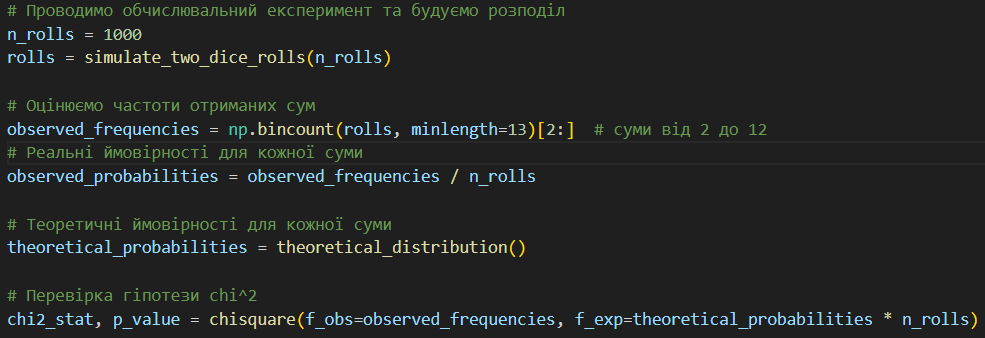 # Проводимо обчислювальний експеримент та будуємо розподіл
n_rolls = 1000
rolls = simulate_two_dice_rolls(n_rolls)
# Оцінюємо частоти отриманих сум
observed_frequencies = np.bincount(rolls, minlength=13)[2:]  # суми від 2 до 12
# Реальні ймовірності для кожної суми
observed_probabilities = observed_frequencies / n_rolls
# Теоретичні ймовірності для кожної суми
theoretical_probabilities = theoretical_distribution()
# Перевірка гіпотези chi^2
chi2_stat, p_value = chisquare(f_obs=observed_frequencies, f_exp=theoretical_probabilities * n_rolls)